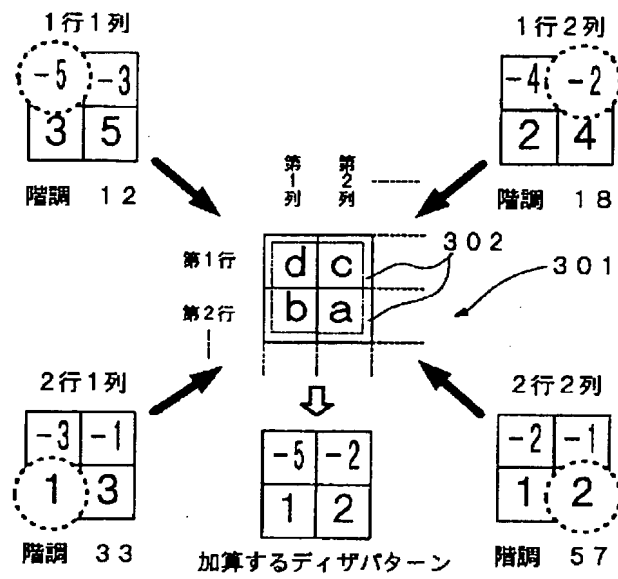 1行1列
-5 -3
3 5
階調 12
1行2列
-4 -2
2 4
階調 18
第1列 第2列
第1行
第2行
d c
b a
302
301
2行1列
-3 -1
1 3
階調 33
-5 -2
1 2
加算するディザパターン
2行2列
-2 -1
1 2
階調 57